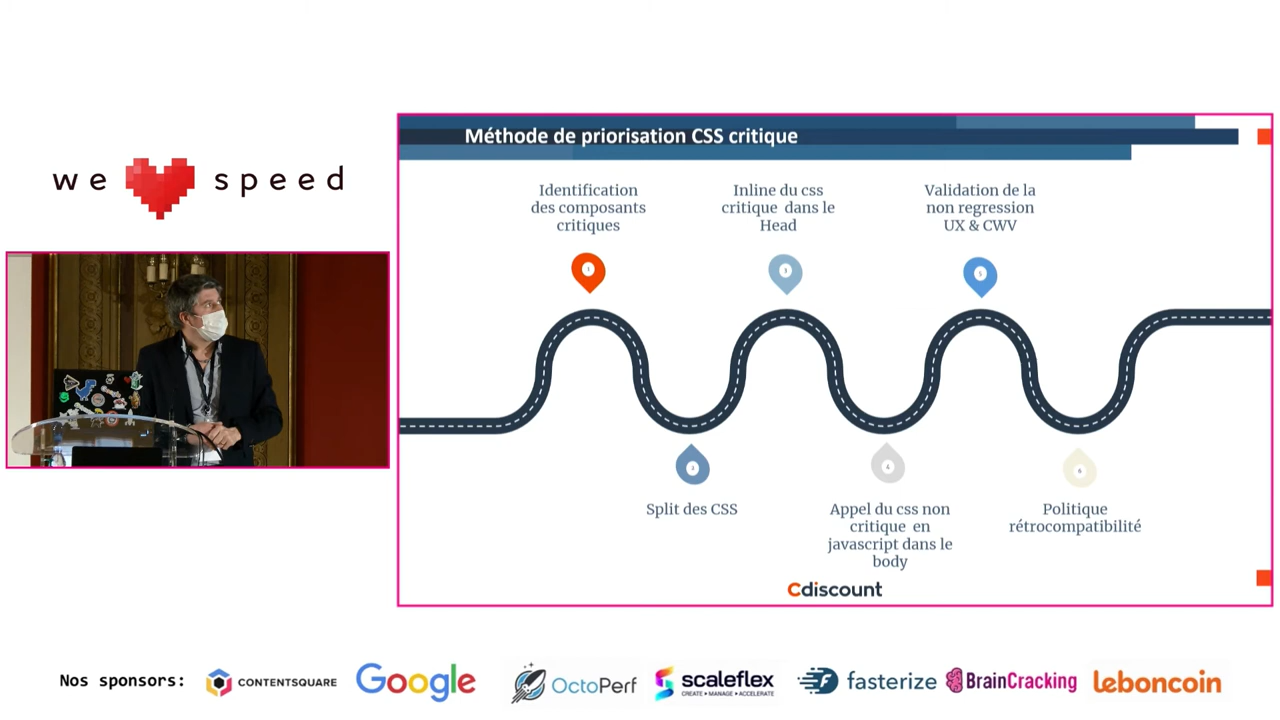 we speed
Méthode de priorisation CSS critique
Identification
des composants
critiques
Inline du css
critique dans le
Head
Validation de la
non regression
UX & CWV
Split des CSS
Appel du css non
critique en
javascript dans le
body
Politique
rétrocompatibilité
Cdiscount
Nos sponsors:
CONTENTSQUARE
Google
OctoPerf
scaleflex
CREATE • MANAGE • ACCELERATE
fasterize
BrainCracking
leboncoin